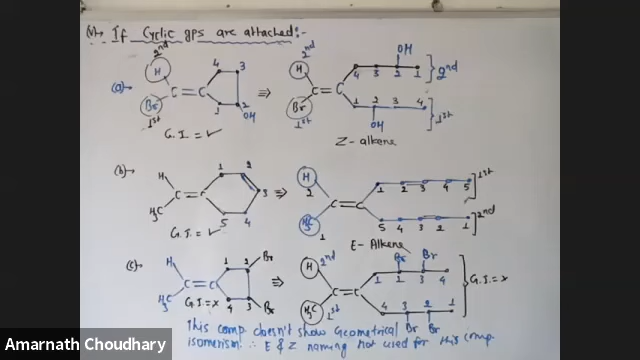 (v)→ If Cyclic gps are attached:-
2nd
H 4 3
(a)→ C = C ⇒
Br 1 2
1st OH
G.I. = ✓
2nd OH
H 4 3 2 1 2nd
C = C
Br 1 2 3 4 1st
1st OH
Z-alkene
(b)→ H 1 2
C = C 3 ⇒
H₃C 5 4
G.I. = ✓
H 1 2 3 4 5 1st
2 C = C
H₃C 5 4 3 2 1 2nd
1
E-Alkene
(c)→ H 1 2 Br
C = C ⇒
H₃C 4 3 Br
G.I. = x
H 2nd Br Br
1 3 4
C = C G.I. = x
H₃C 1st 4 3 2 1
Br Br
This comp doesn't show Geometrical
isomerism ∴ E & Z naming not used for this comp.
Amarnath Choudhary